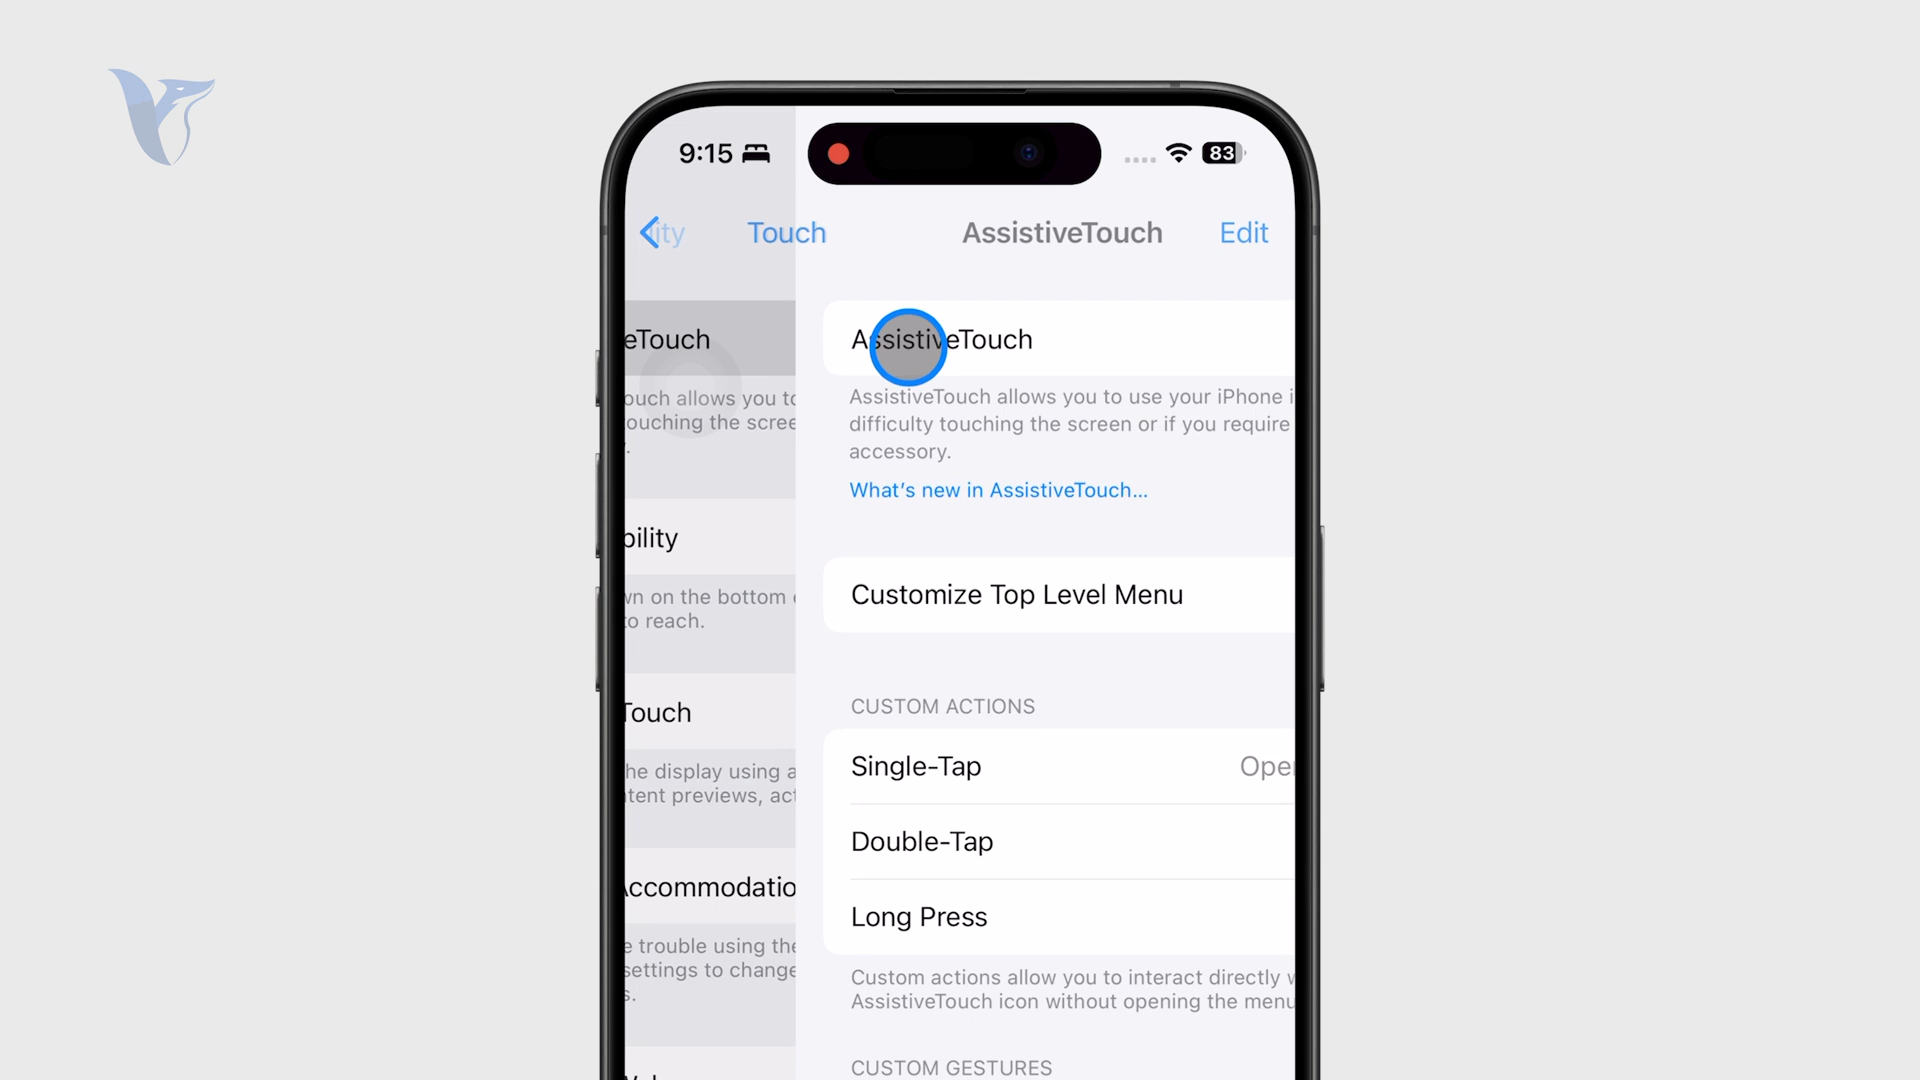 9:15
83
ity
Touch
AssistiveTouch
Edit
eTouch
ouch allows you to
ouching the scree
.
bility
wn on the bottom
to reach.
Touch
he display using a
tent previews, act
Accommodatio
e trouble using the
settings to change
s.
AssistiveTouch
AssistiveTouch allows you to use your iPhone i
difficulty touching the screen or if you require
accessory.
What's new in AssistiveTouch...
Customize Top Level Menu
CUSTOM ACTIONS
Single-Tap
Open
Double-Tap
Long Press
Custom actions allow you to interact directly w
AssistiveTouch icon without opening the menu
CUSTOM GESTURES